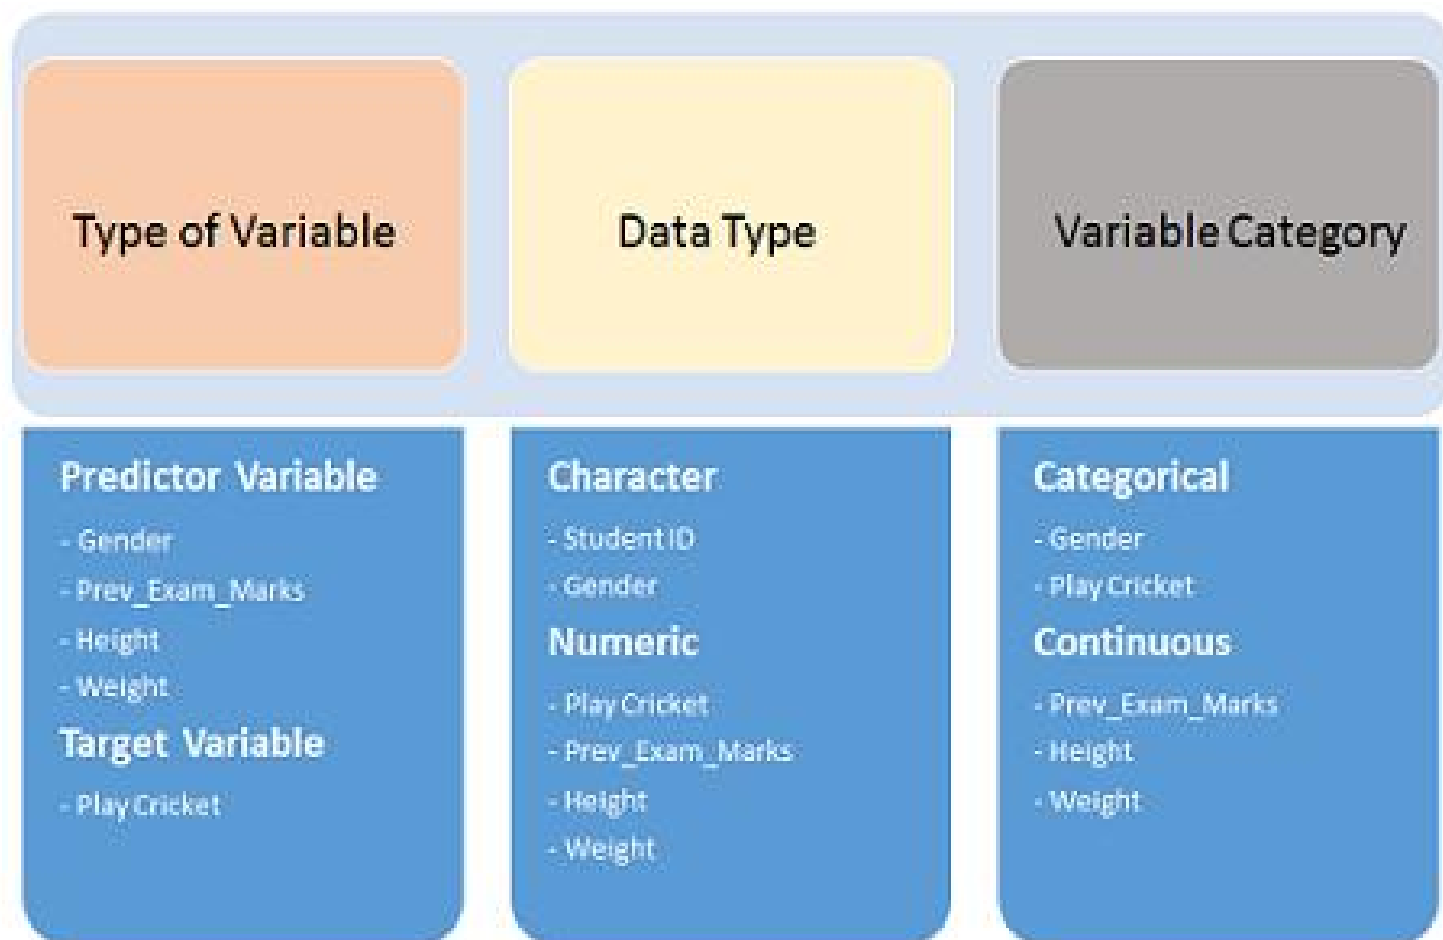 Type of Variable
Data Type
Variable Category
Predictor Variable
- Gender
- Prev_Exam_Marks
- Height
- Weight
Target Variable
- Play Cricket
Character
- Student ID
- Gender
Numeric
- Play Cricket
- Prev_Exam_Marks
- Height
- Weight
Categorical
- Gender
- Play Cricket
Continuous
- Prev_Exam_Marks
- Height
- Weight